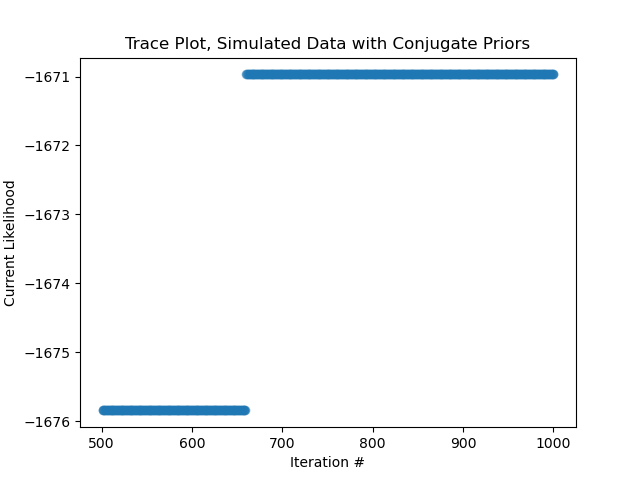 Trace Plot, Simulated Data with Conjugate Priors
−1671
−1672
−1673
−1674
−1675
−1676
Current Likelihood
500 600 700 800 900 1000
Iteration #